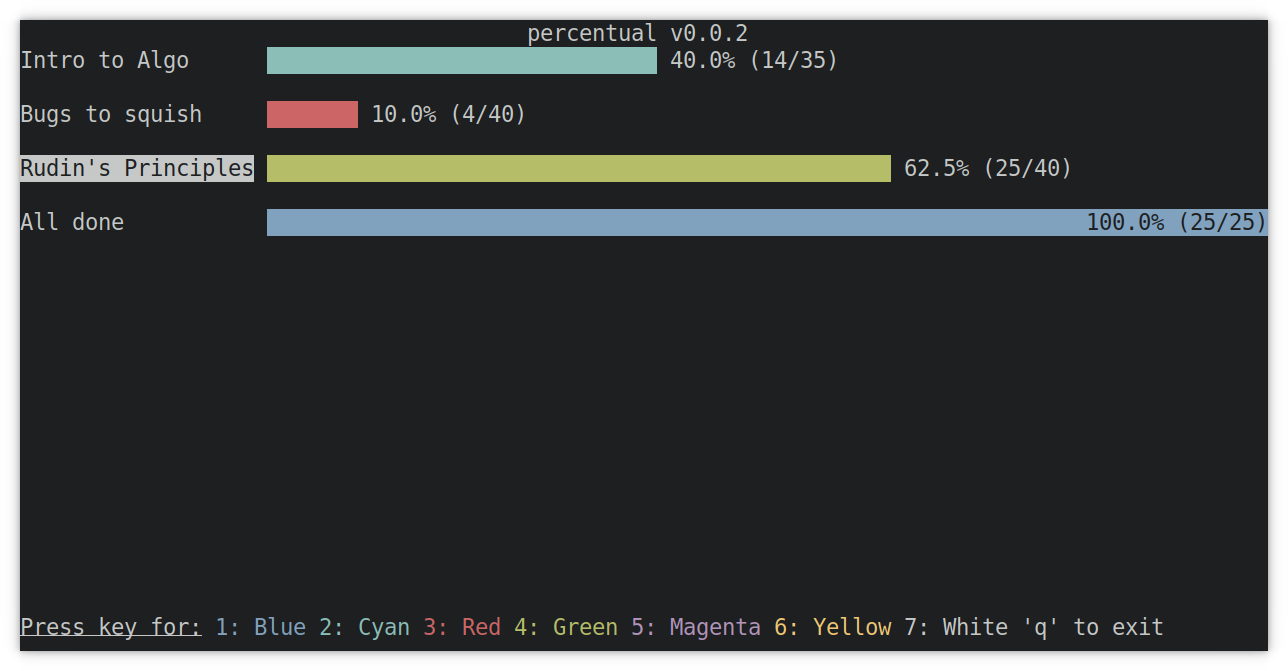 percentual v0.0.2
Intro to Algo 40.0% (14/35)
Bugs to squish 10.0% (4/40)
Rudin's Principles 62.5% (25/40)
All done 100.0% (25/25)
Press key for: 1: Blue 2: Cyan 3: Red 4: Green 5: Magenta 6: Yellow 7: White 'q' to exit